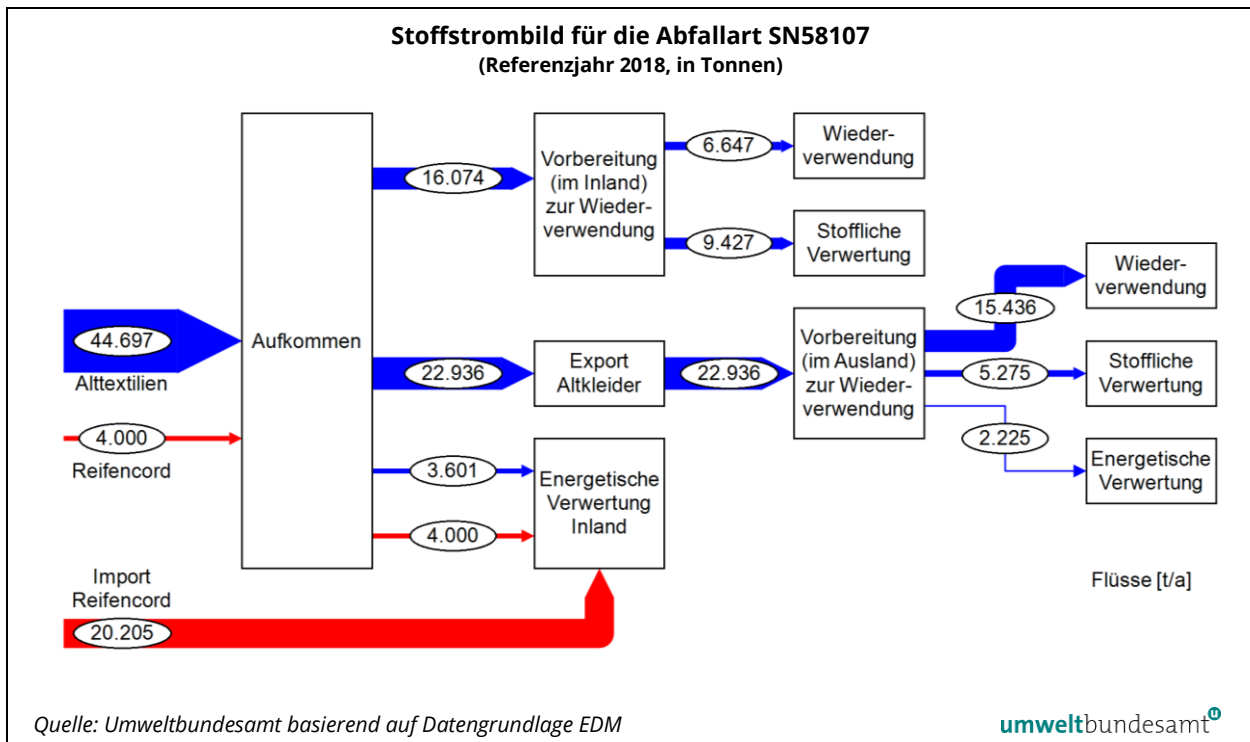 Stoffstrombild für die Abfallart SN58107
(Referenzjahr 2018, in Tonnen)
44.697
Alttextilien
4.000
Reifencord
Import
Reifencord
20.205
Aufkommen
16.074
22.936
3.601
4.000
Vorbereitung
(im Inland)
zur Wieder-
verwendung
Export
Altkleider
Energetische
Verwertung
Inland
6.647
9.427
22.936
Wieder-
verwendung
Stoffliche
Verwertung
Vorbereitung
(im Ausland)
zur Wieder-
verwendung
15.436
5.275
2.225
Wieder-
verwendung
Stoffliche
Verwertung
Energetische
Verwertung
Flüsse [t/a]
Quelle: Umweltbundesamt basierend auf Datengrundlage EDM
umweltbundesamt u